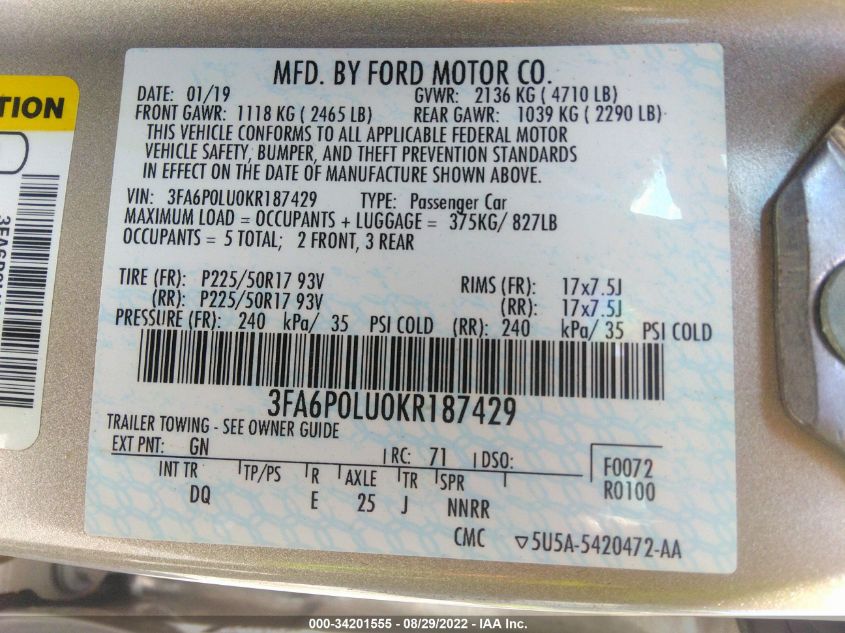 MFD. BY FORD MOTOR CO.
DATE: 01/19 GVWR: 2136 KG ( 4710 LB)
FRONT GAWR: 1118 KG ( 2465 LB) REAR GAWR: 1039 KG ( 2290 LB)
THIS VEHICLE CONFORMS TO ALL APPLICABLE FEDERAL MOTOR
VEHICLE SAFETY, BUMPER, AND THEFT PREVENTION STANDARDS
IN EFFECT ON THE DATE OF MANUFACTURE SHOWN ABOVE.
VIN: 3FA6P0LU0KR187429 TYPE: Passenger Car
MAXIMUM LOAD = OCCUPANTS + LUGGAGE = 375KG/ 827LB
OCCUPANTS = 5 TOTAL; 2 FRONT, 3 REAR
TIRE (FR): P225/50R17 93V RIMS (FR): 17x7.5J
(RR): P225/50R17 93V (RR): 17x7.5J
PRESSURE (FR): 240 kPa/ 35 PSI COLD (RR): 240 kPa/ 35 PSI COLD
3FA6P0LU0KR187429
TRAILER TOWING - SEE OWNER GUIDE
EXT PNT: GN RC: 71 DSO: F0072
INT TR TP/PS R AXLE TR SPR R0100
DQ E 25 J NNRR
CMC ▽5U5A-5420472-AA
000-34201555 - 08/29/2022 - IAA Inc.